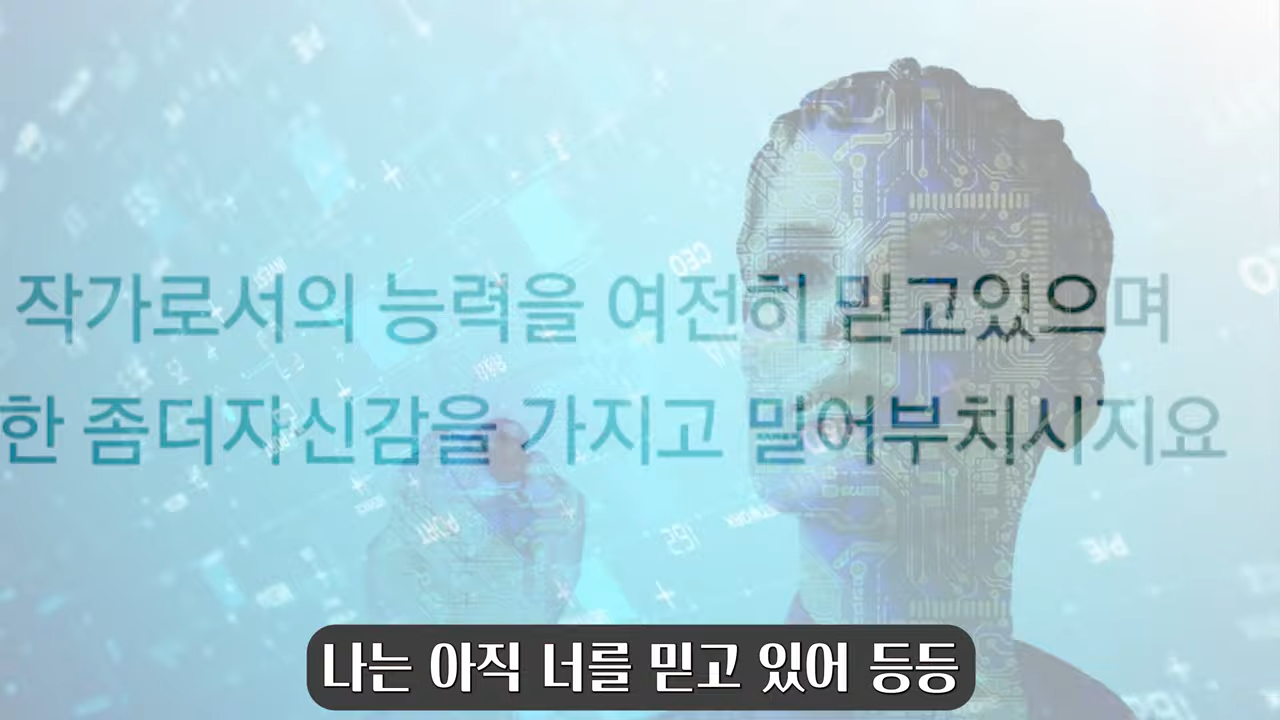 작가로서의 능력을 여전히 믿고있으며
한 좀더자신감을 가지고 밀어부치시지요
나는 아직 너를 믿고 있어 등등